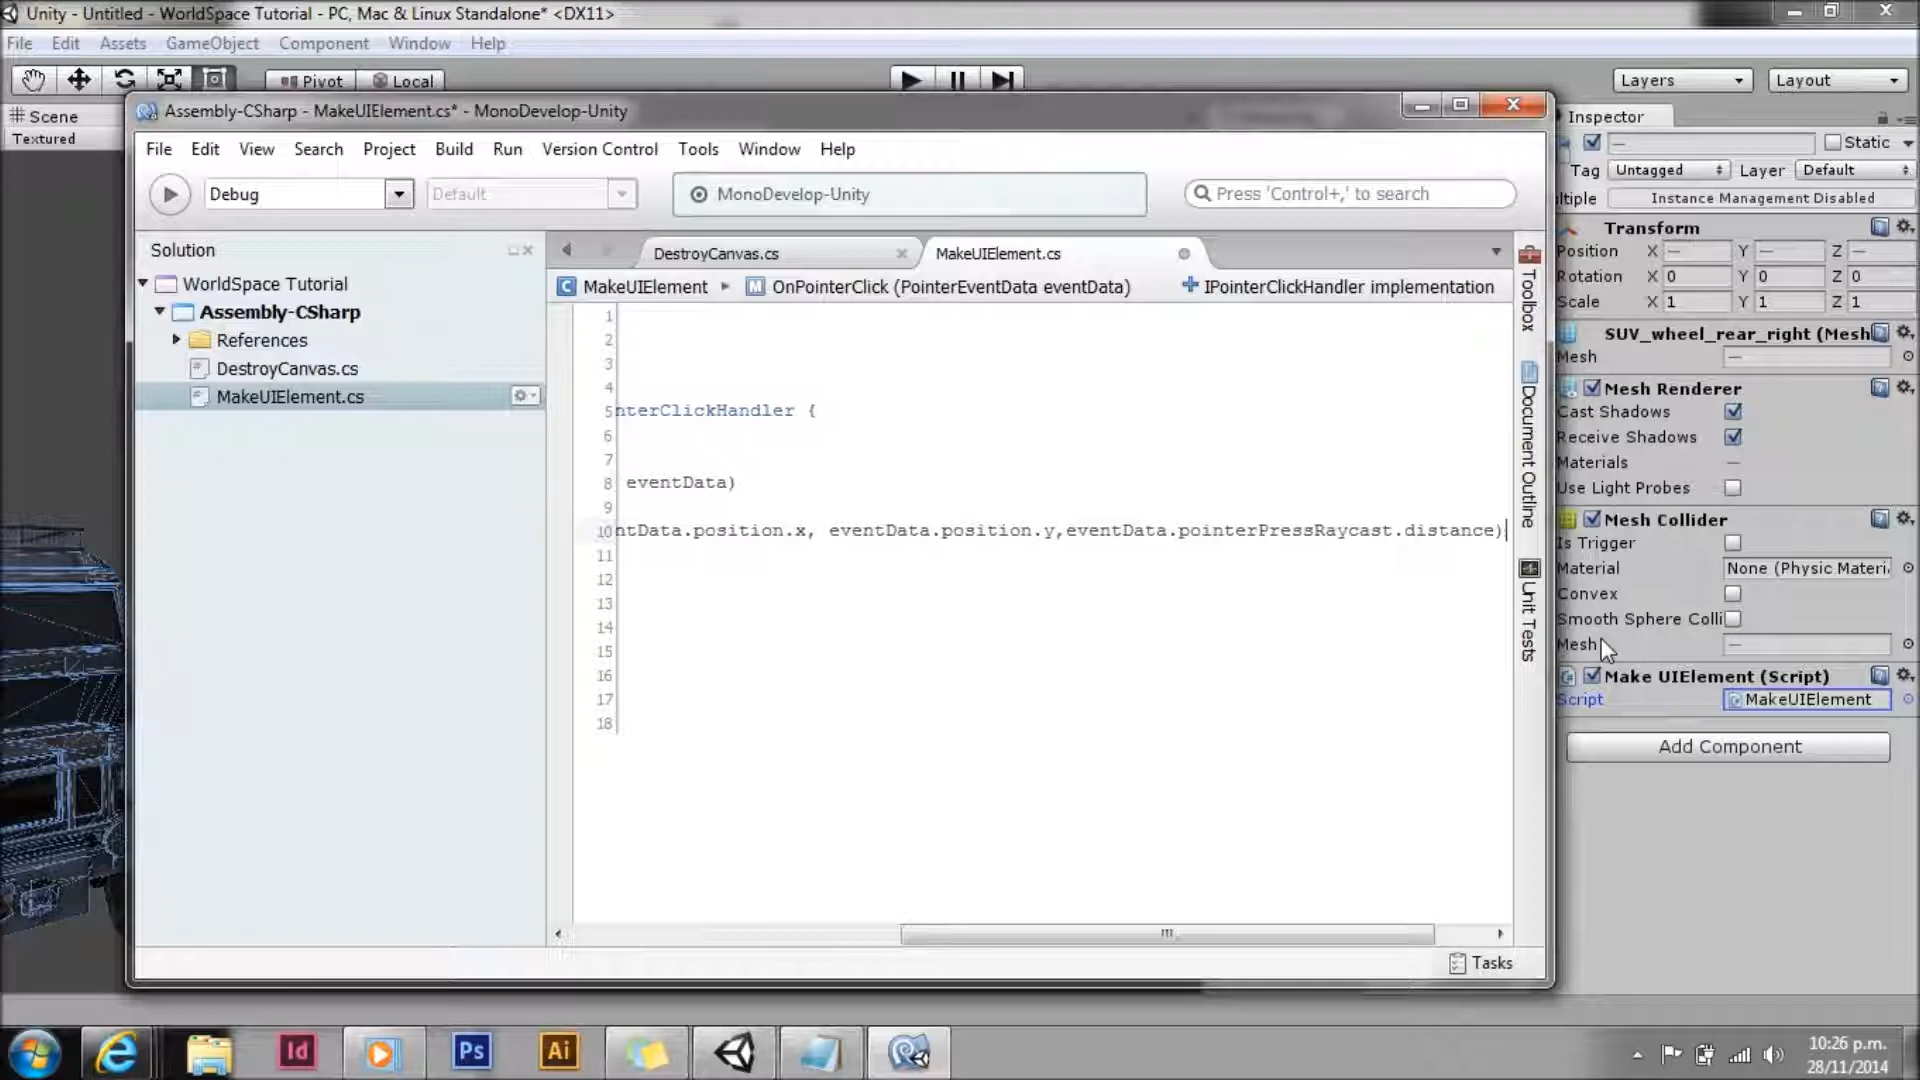 Unity - Untitled - WorldSpace Tutorial - PC, Mac & Linux Standalone* <DX11>
File Edit Assets GameObject Component Window Help
Pivot Local Layers Layout
Scene
Textured
Assembly-CSharp - MakeUIElement.cs* - MonoDevelop-Unity
File Edit View Search Project Build Run Version Control Tools Window Help
Debug Default MonoDevelop-Unity Press 'Control+,' to search
Solution
WorldSpace Tutorial
Assembly-CSharp
References
DestroyCanvas.cs
MakeUIElement.cs
DestroyCanvas.cs MakeUIElement.cs
MakeUIElement OnPointerClick (PointerEventData eventData) IPointerClickHandler implementation
1
2
3
4
5 nterClickHandler {
6
7
8 eventData)
9
10 ntData.position.x, eventData.position.y,eventData.pointerPressRaycast.distance)
11
12
13
14
15
16
17
18
Toolbox
Document Outline
Unit Tests
Tasks
Inspector
Static
Tag Untagged Layer Default
ltiple Instance Management Disabled
Transform
Position X — Y — Z —
Rotation X 0 Y 0 Z 0
Scale X 1 Y 1 Z 1
SUV_wheel_rear_right (Mesh
Mesh —
Mesh Renderer
Cast Shadows
Receive Shadows
Materials —
Use Light Probes
Mesh Collider
Is Trigger
Material None (Physic Materi
Convex
Smooth Sphere Colli
Mesh —
Make UIElement (Script)
Script MakeUIElement
Add Component
Id Ps Ai
10:26 p.m.
28/11/2014